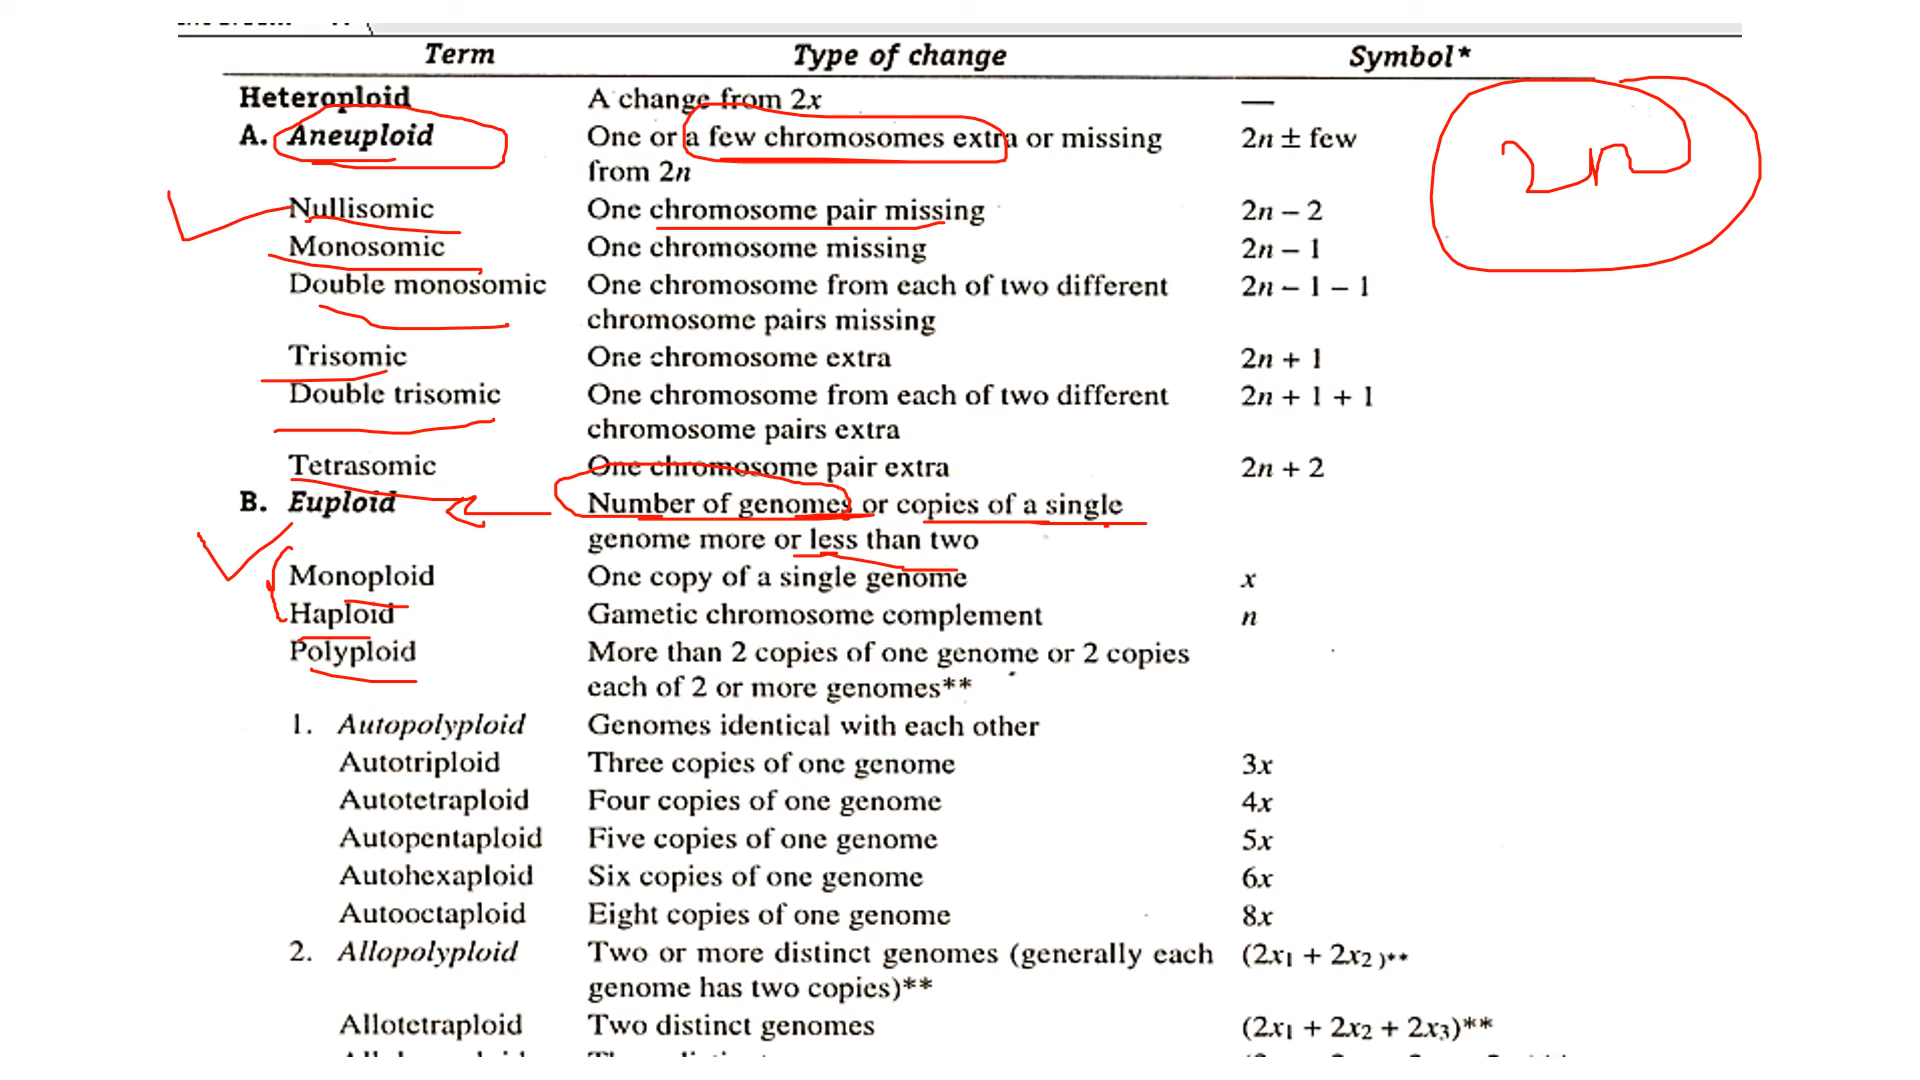 Term Type of change Symbol*
Heteroploid A change from 2x —
A. Aneuploid One or a few chromosomes extra or missing 2n ± few
from 2n
2n
Nullisomic One chromosome pair missing 2n − 2
Monosomic One chromosome missing 2n − 1
Double monosomic One chromosome from each of two different 2n − 1 − 1
chromosome pairs missing
Trisomic One chromosome extra 2n + 1
Double trisomic One chromosome from each of two different 2n + 1 + 1
chromosome pairs extra
Tetrasomic One chromosome pair extra 2n + 2
B. Euploid Number of genomes or copies of a single
genome more or less than two
Monoploid One copy of a single genome x
Haploid Gametic chromosome complement n
Polyploid More than 2 copies of one genome or 2 copies
each of 2 or more genomes**
1. Autopolyploid Genomes identical with each other
Autotriploid Three copies of one genome 3x
Autotetraploid Four copies of one genome 4x
Autopentaploid Five copies of one genome 5x
Autohexaploid Six copies of one genome 6x
Autooctaploid Eight copies of one genome 8x
2. Allopolyploid Two or more distinct genomes (generally each (2x₁ + 2x₂)**
genome has two copies)**
Allotetraploid Two distinct genomes (2x₁ + 2x₂ + 2x₃)**